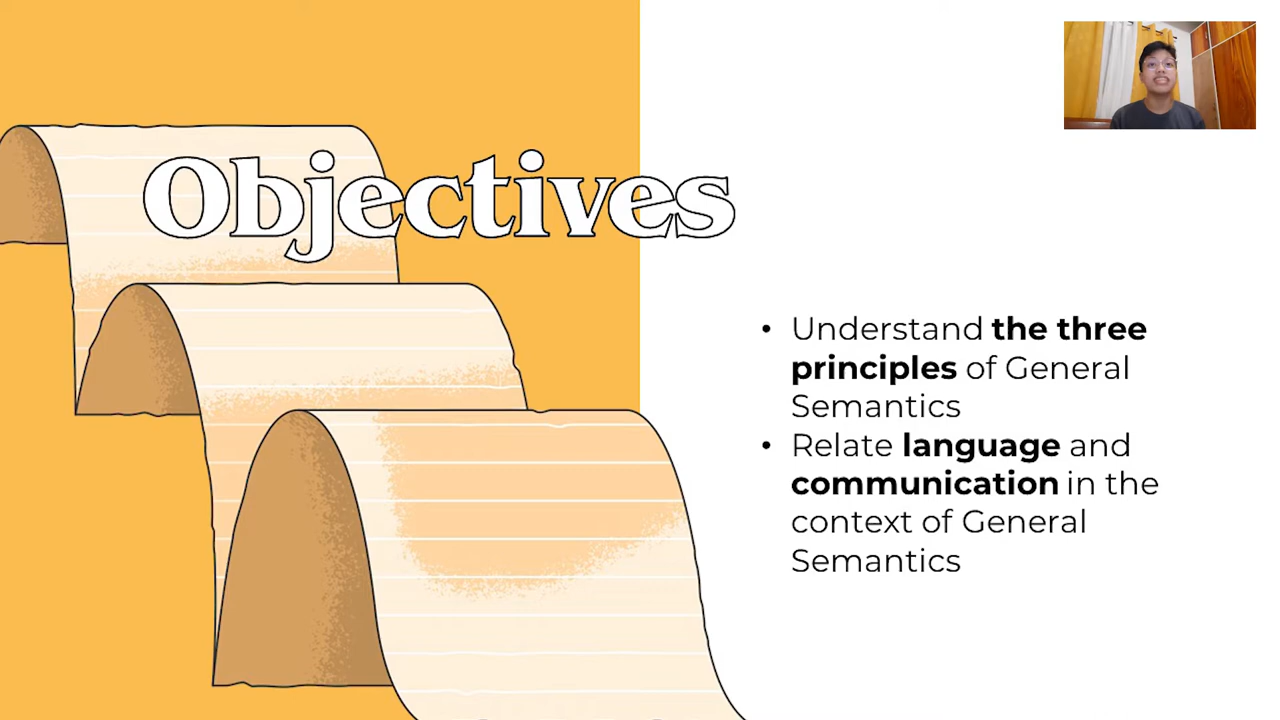 Objectives
• Understand the three
principles of General
Semantics
• Relate language and
communication in the
context of General
Semantics